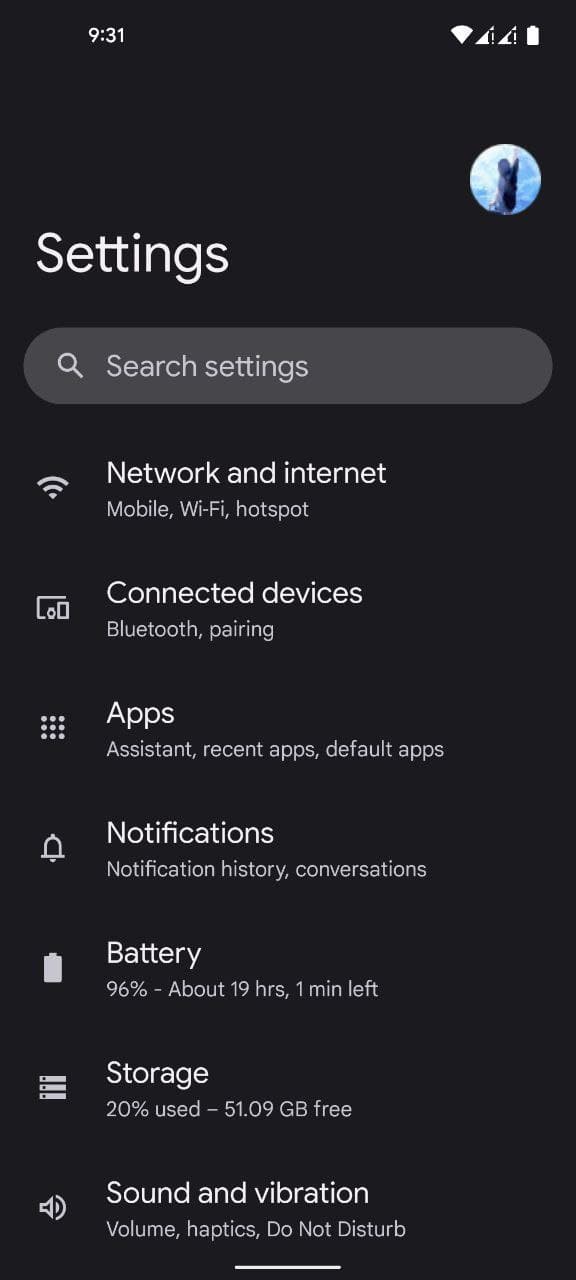 9:31
Settings
Search settings
Network and internet
Mobile, Wi-Fi, hotspot
Connected devices
Bluetooth, pairing
Apps
Assistant, recent apps, default apps
Notifications
Notification history, conversations
Battery
96% - About 19 hrs, 1 min left
Storage
20% used – 51.09 GB free
Sound and vibration
Volume, haptics, Do Not Disturb